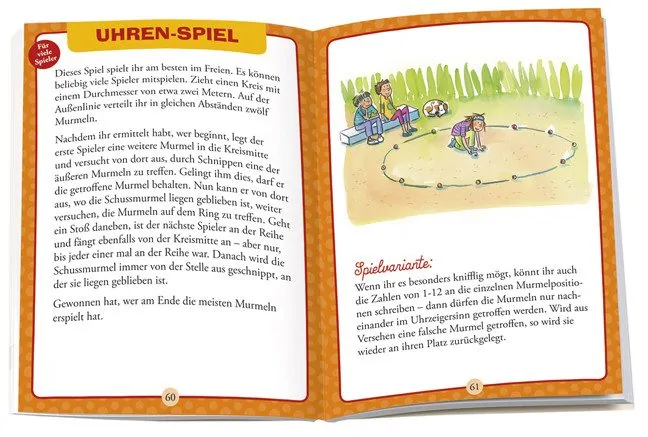 Für
viele
Spieler
UHREN-SPIEL
Dieses Spiel spielt ihr am besten im Freien. Es können
beliebig viele Spieler mitspielen. Zieht einen Kreis mit
einem Durchmesser von etwa zwei Metern. Auf der
Außenlinie verteilt ihr in gleichen Abständen zwölf
Murmeln.
Nachdem ihr ermittelt habt, wer beginnt, legt der
erste Spieler eine weitere Murmel in die Kreismitte
und versucht von dort aus, durch Schnippen eine der
äußeren Murmeln zu treffen. Gelingt ihm dies, darf er
die getroffene Murmel behalten. Nun kann er von dort
aus, wo die Schussmurmel liegen geblieben ist, weiter
versuchen, die Murmeln auf dem Ring zu treffen. Geht
ein Stoß daneben, ist der nächste Spieler an der Reihe
und fängt ebenfalls von der Kreismitte an – aber nur,
bis jeder einer mal an der Reihe war. Danach wird die
Schussmurmel immer von der Stelle aus geschnippt, an
der sie liegen geblieben ist.
Gewonnen hat, wer am Ende die meisten Murmeln
erspielt hat.
60
Spielvariante:
Wenn ihr es besonders knifflig mögt, könnt ihr auch
die Zahlen von 1-12 an die einzelnen Murmelpositio-
nen schreiben – dann dürfen die Murmeln nur nach-
einander im Uhrzeigersinn getroffen werden. Wird aus
Versehen eine falsche Murmel getroffen, so wird sie
wieder an ihren Platz zurückgelegt.
61